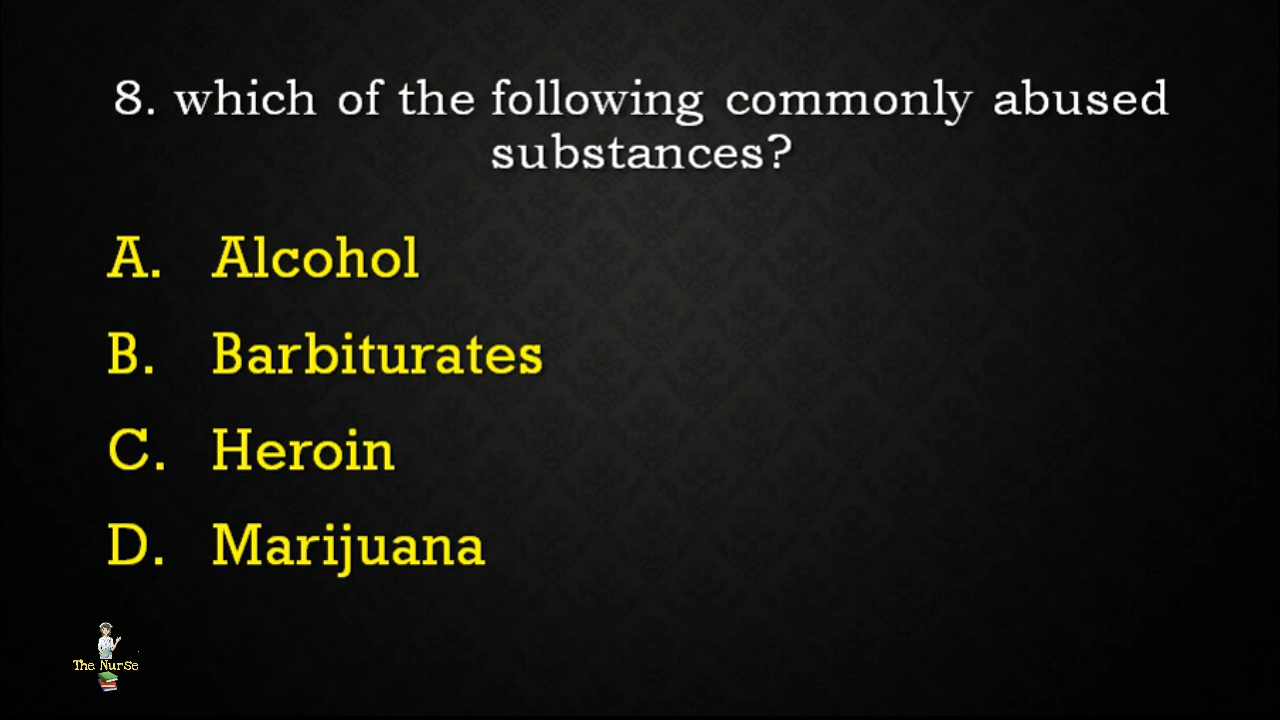 8. which of the following commonly abused
substances?
A. Alcohol
B. Barbiturates
C. Heroin
D. Marijuana
The Nurse